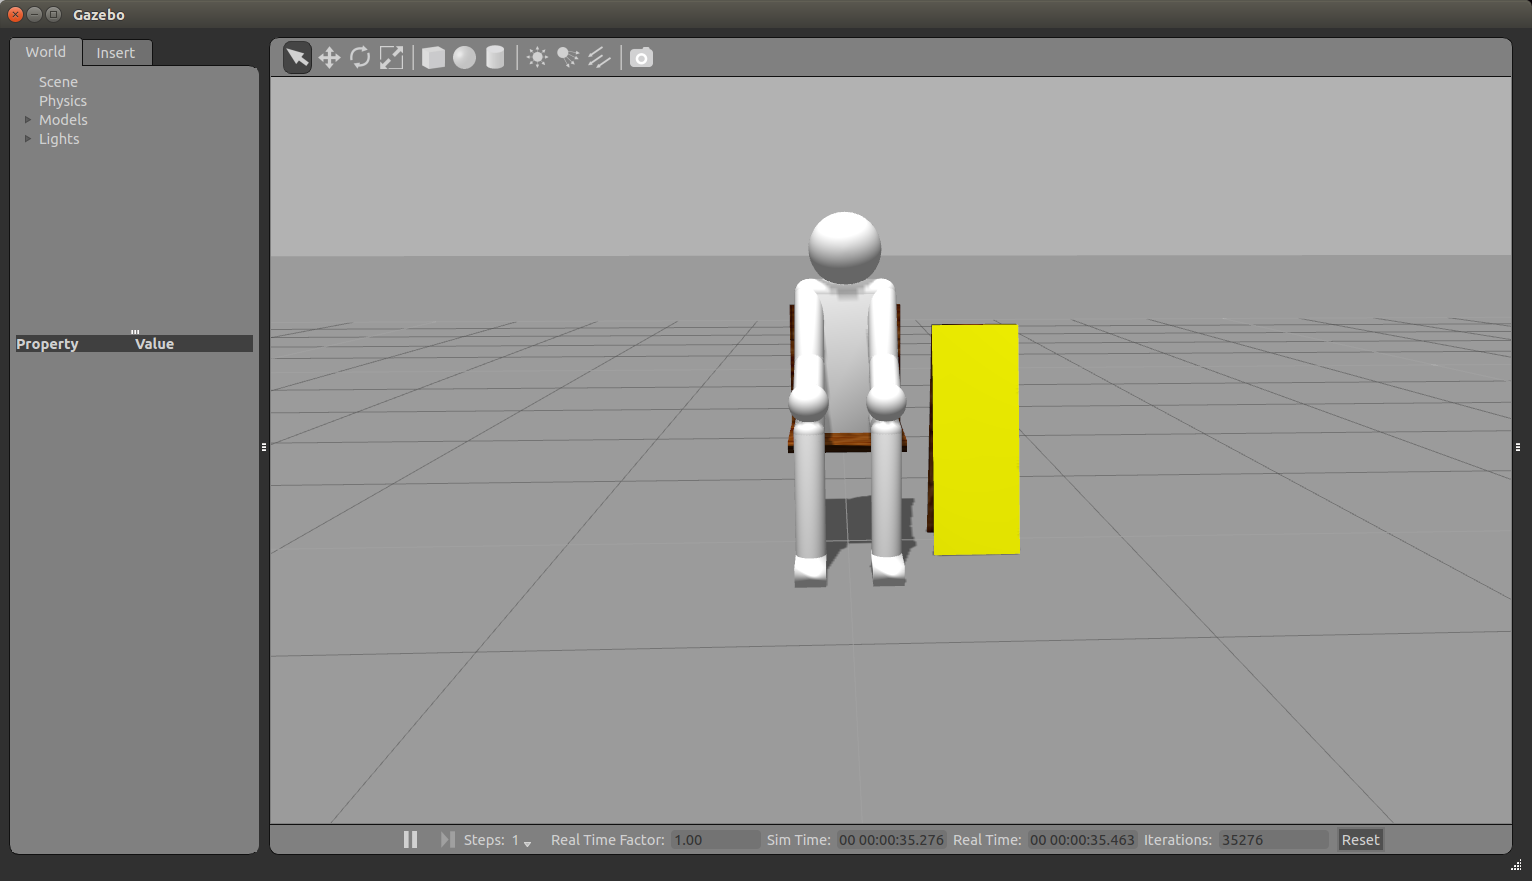 Gazebo
World Insert
Scene
Physics
Models
Lights
Property Value
Steps: 1 Real Time Factor: 1.00 Sim Time: 00 00:00:35.276 Real Time: 00 00:00:35.463 Iterations: 35276 Reset